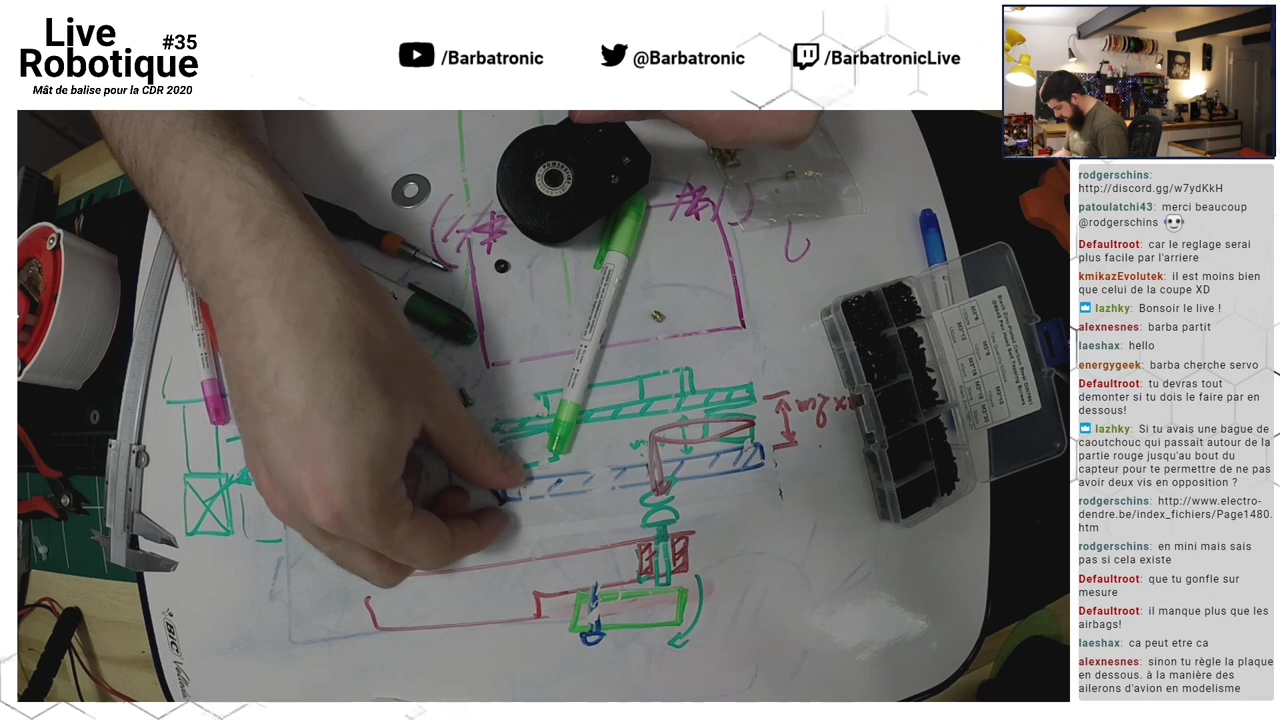 Live
Robotique #35
Mât de balise pour la CDR 2020
/Barbatronic
@Barbatronic
/BarbatronicLive
rodgerschins:
http://discord.gg/w7ydKkH
patoulatchi43: merci beaucoup
@rodgerschins
Defaultroot: car le reglage serai
plus facile par l'arriere
kmikazEvolutek: il est moins bien
que celui de la coupe XD
lazhky: Bonsoir le live !
alexnesnes: barba partit
laeshax: hello
energygeek: barba cherche servo
Defaultroot: tu devras tout
demonter si tu dois le faire par en
dessous!
lazhky: Si tu avais une bague de
caoutchouc qui passait autour de la
partie rouge jusqu'au bout du
capteur pour te permettre de ne pas
avoir deux vis en opposition ?
rodgerschins: http://www.electro-
dendre.be/index_fichiers/Page1480.
htm
rodgerschins: en mini mais sais
pas si cela existe
Defaultroot: que tu gonfle sur
mesure
Defaultroot: il manque plus que les
airbags!
laeshax: ca peut etre ca
alexnesnes: sinon tu règle la plaque
en dessous. à la manière des
ailerons d'avion en modelisme
BIC